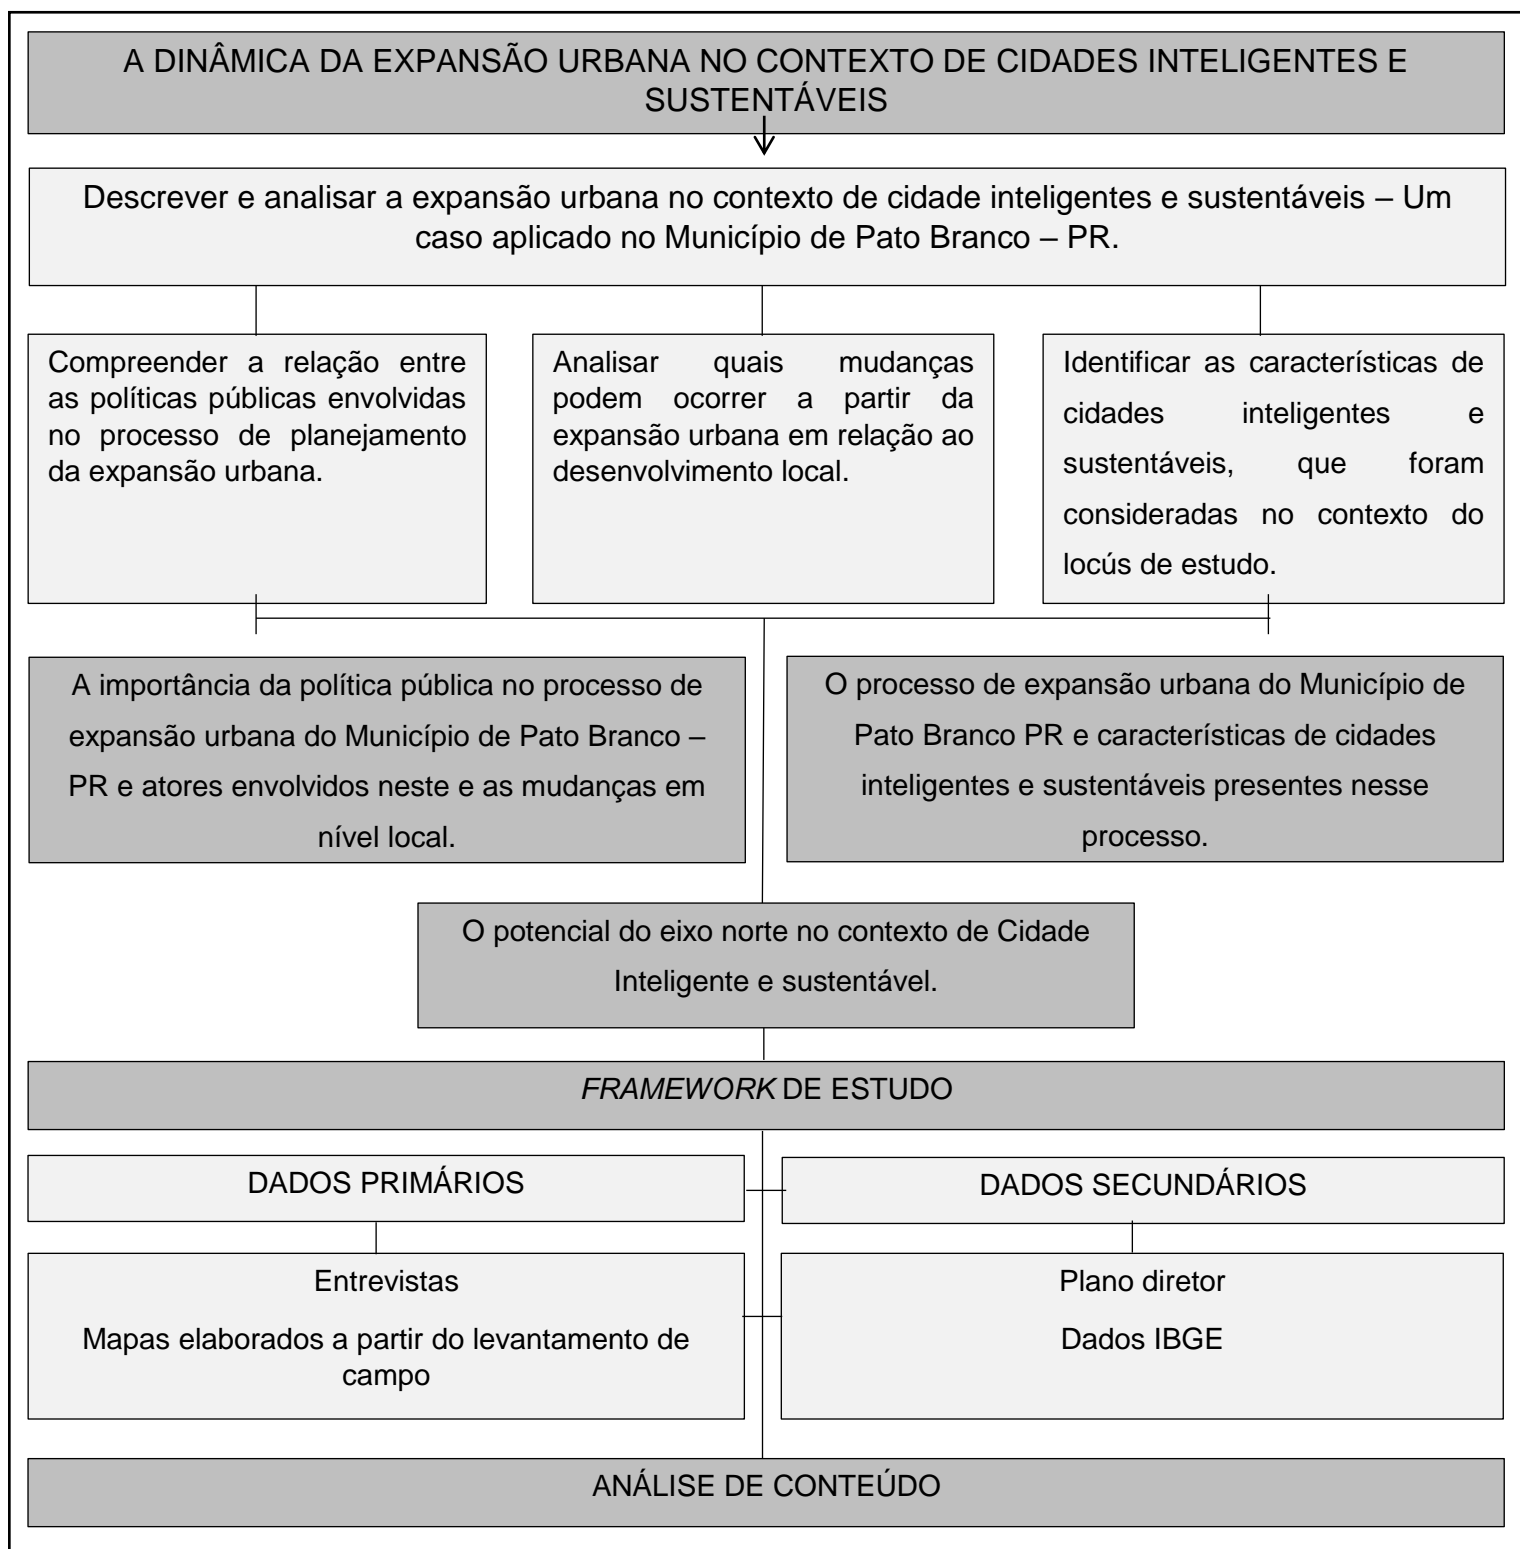 A DINÂMICA DA EXPANSÃO URBANA NO CONTEXTO DE CIDADES INTELIGENTES E
SUSTENTÁVEIS
Descrever e analisar a expansão urbana no contexto de cidade inteligentes e sustentáveis – Um
caso aplicado no Município de Pato Branco – PR.
Compreender a relação entre
as políticas públicas envolvidas
no processo de planejamento
da expansão urbana.
Analisar quais mudanças
podem ocorrer a partir da
expansão urbana em relação ao
desenvolvimento local.
Identificar as características de
cidades inteligentes e
sustentáveis, que foram
consideradas no contexto do
locús de estudo.
A importância da política pública no processo de
expansão urbana do Município de Pato Branco –
PR e atores envolvidos neste e as mudanças em
nível local.
O processo de expansão urbana do Município de
Pato Branco PR e características de cidades
inteligentes e sustentáveis presentes nesse
processo.
O potencial do eixo norte no contexto de Cidade
Inteligente e sustentável.
FRAMEWORK DE ESTUDO
DADOS PRIMÁRIOS
DADOS SECUNDÁRIOS
Entrevistas
Mapas elaborados a partir do levantamento de
campo
Plano diretor
Dados IBGE
ANÁLISE DE CONTEÚDO